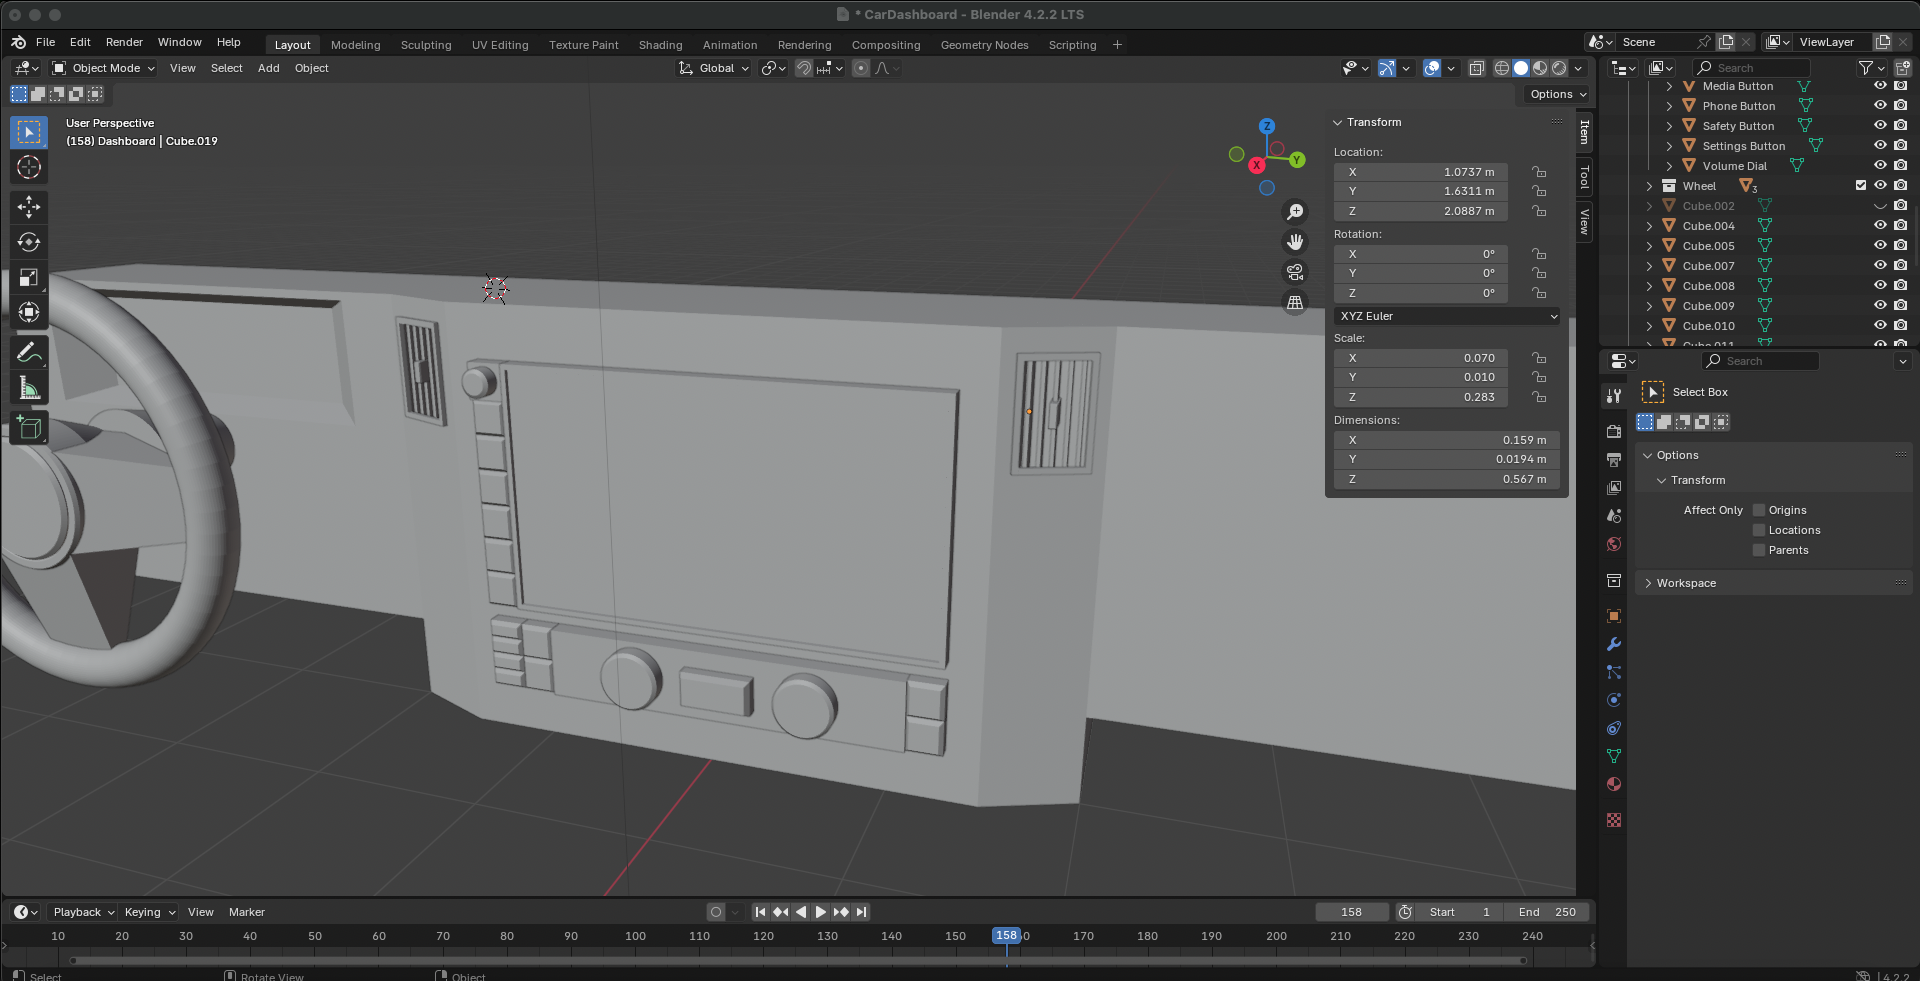 * CarDashboard - Blender 4.2.2 LTS
File Edit Render Window Help
Layout Modeling Sculpting UV Editing Texture Paint Shading Animation Rendering Compositing Geometry Nodes Scripting +
Scene
ViewLayer
Object Mode View Select Add Object
Global
Options
User Perspective
(158) Dashboard | Cube.019
Z
Y
X
Transform
Location:
X 1.0737 m
Y 1.6311 m
Z 2.0887 m
Rotation:
X 0°
Y 0°
Z 0°
XYZ Euler
Scale:
X 0.070
Y 0.010
Z 0.283
Dimensions:
X 0.159 m
Y 0.0194 m
Z 0.567 m
Item
Tool
View
Search
Media Button
Phone Button
Safety Button
Settings Button
Volume Dial
Wheel 3
Cube.002
Cube.004
Cube.005
Cube.007
Cube.008
Cube.009
Cube.010
Cube.011
Search
Select Box
Options
Transform
Affect Only Origins
Locations
Parents
Workspace
Playback Keying View Marker
158
Start 1
End 250
10 20 30 40 50 60 70 80 90 100 110 120 130 140 150 158 170 180 190 200 210 220 230 240
Select
Rotate View
Object
4.2.2